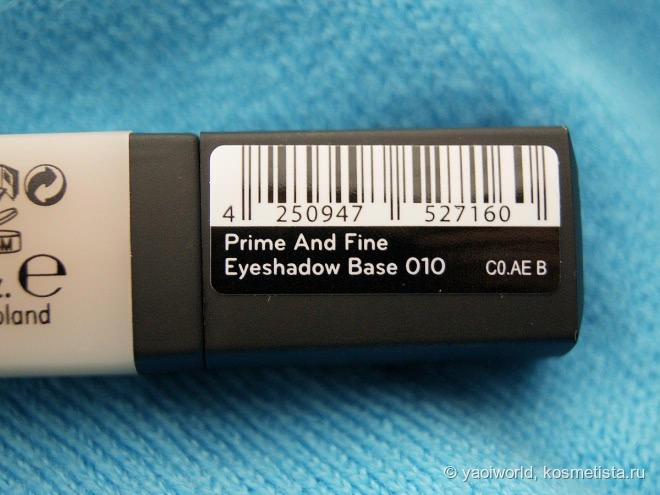 4 250947 527160
Prime And Fine
Eyeshadow Base 010 C0.AE B
M
e
oland
© yaoiworld, kosmetista.ru